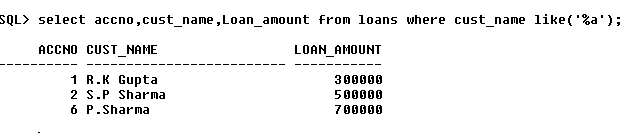 SQL> select accno,cust_name,Loan_amount from loans where cust_name like('%a');
ACCNO CUST_NAME LOAN_AMOUNT
---------- ------------------------- -----------
1 R.K Gupta 300000
2 S.P Sharma 500000
6 P.Sharma 700000